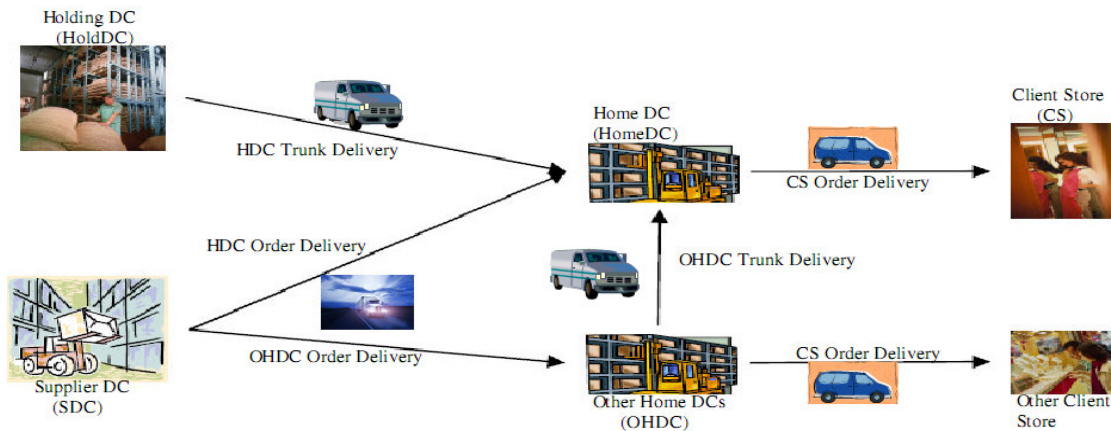 Holding DC
(HoldDC)
HDC Trunk Delivery
Home DC
(HomeDC)
CS Order Delivery
Client Store
(CS)
HDC Order Delivery
OHDC Trunk Delivery
OHDC Order Delivery
Supplier DC
(SDC)
Other Home DCs
(OHDC)
CS Order Delivery
Other Client
Store